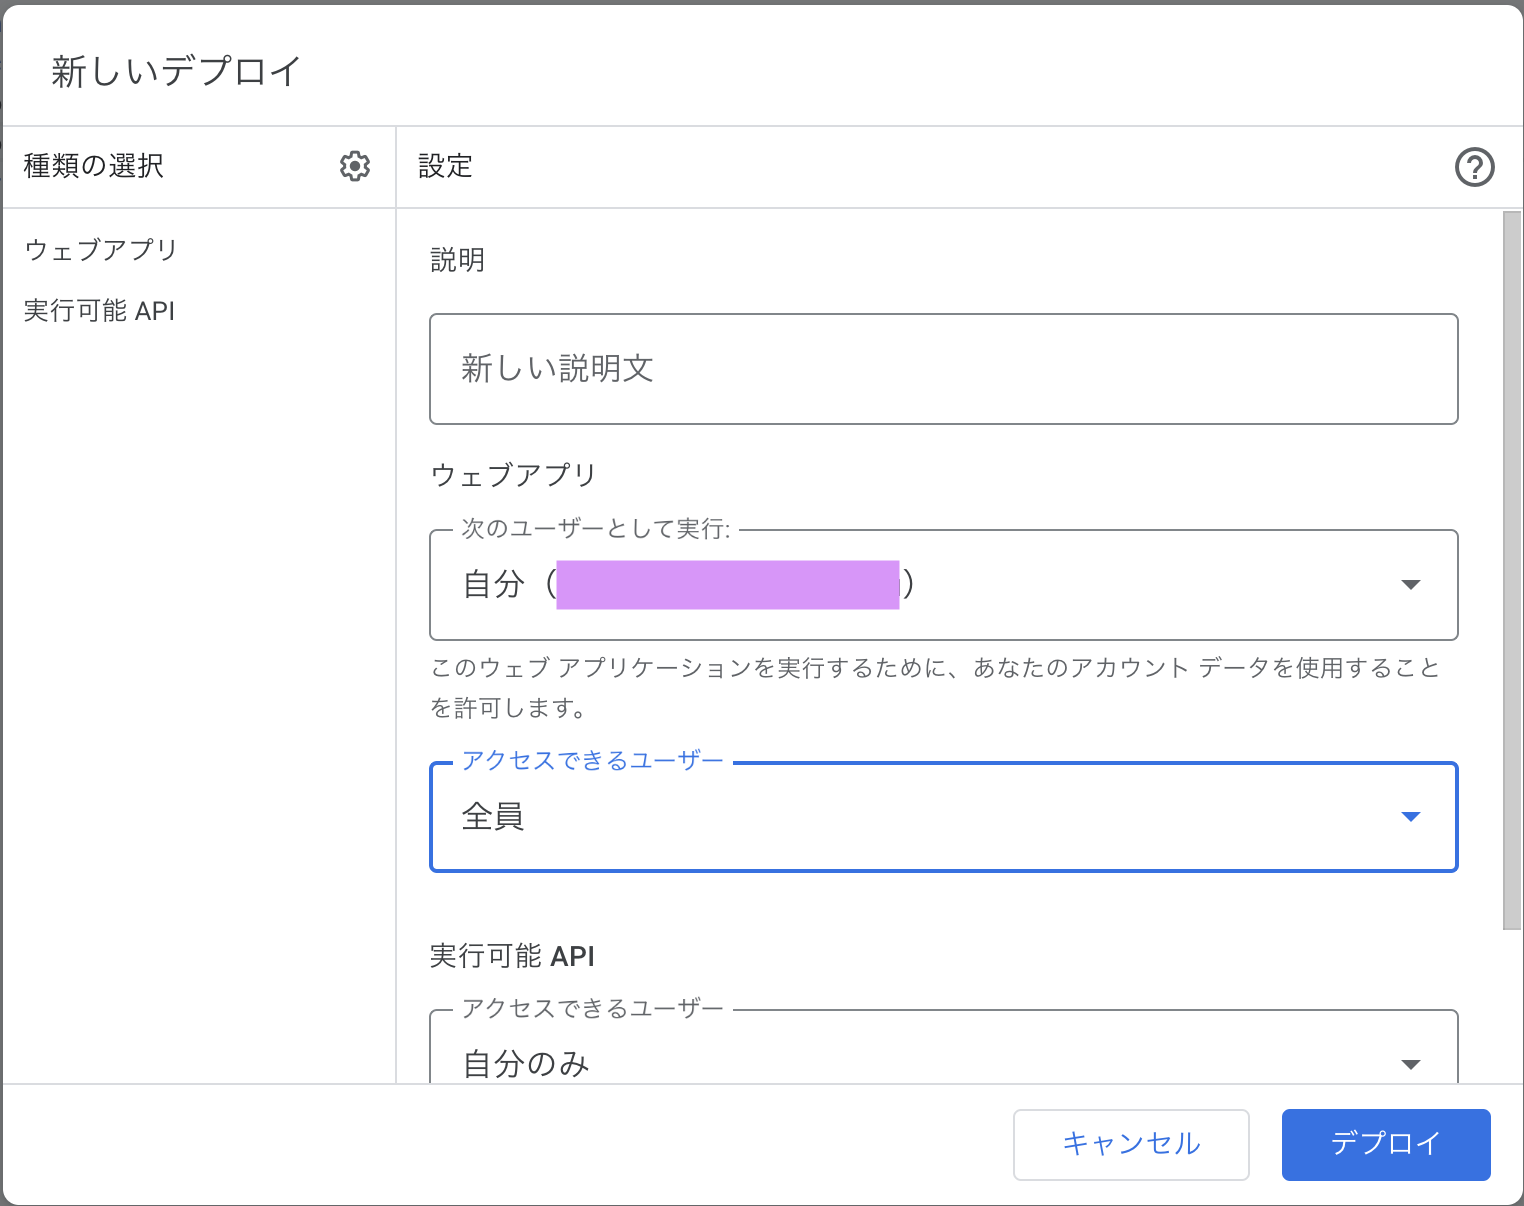 新しいデプロイ
種類の選択
設定
ウェブアプリ
実行可能 API
説明
新しい説明文
ウェブアプリ
次のユーザーとして実行:
自分（）
このウェブ アプリケーションを実行するために、あなたのアカウント データを使用すること
を許可します。
アクセスできるユーザー
全員
実行可能 API
アクセスできるユーザー
自分のみ
キャンセル
デプロイ